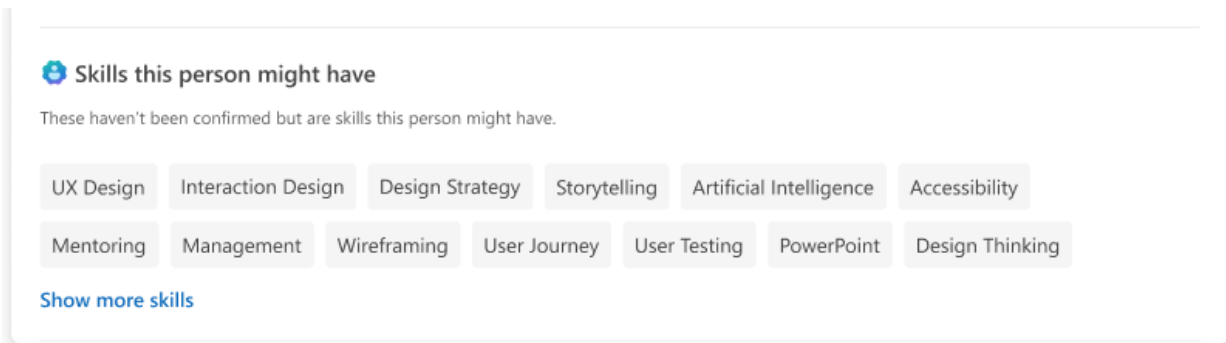 Skills this person might have
These haven't been confirmed but are skills this person might have.
UX Design Interaction Design Design Strategy Storytelling Artificial Intelligence Accessibility
Mentoring Management Wireframing User Journey User Testing PowerPoint Design Thinking
Show more skills